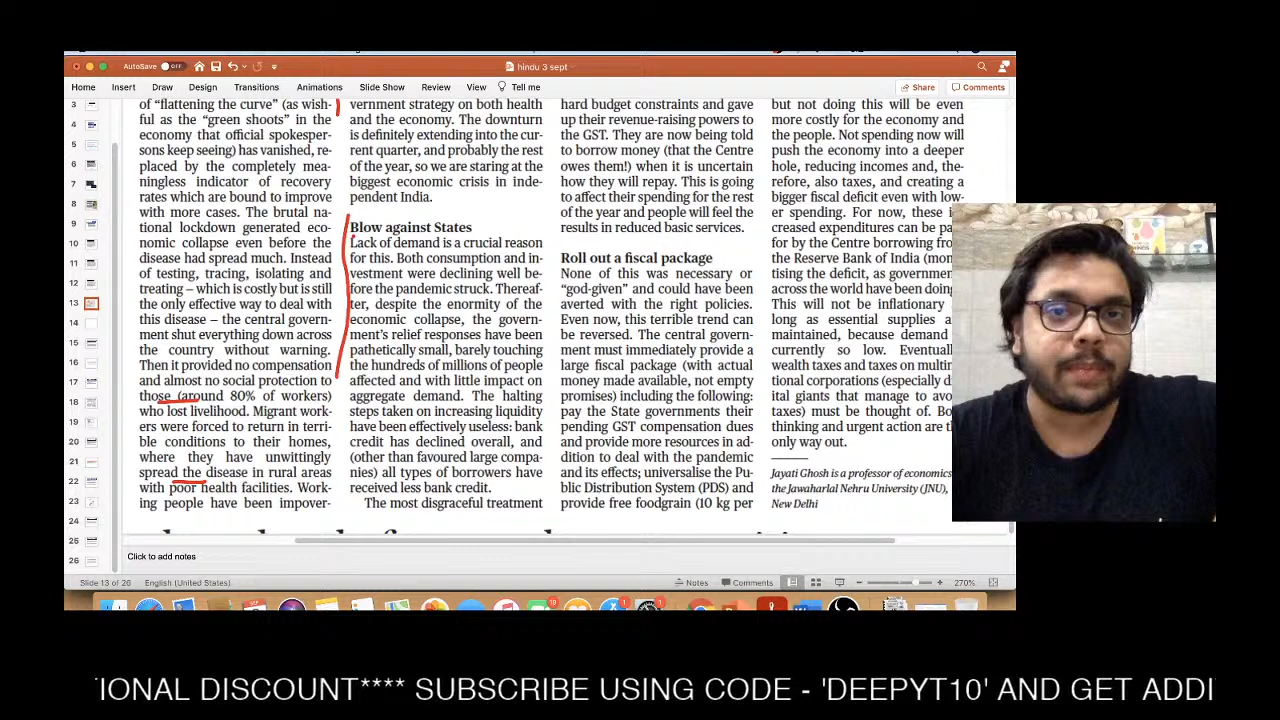 AutoSave OFF
hindu 3 sept
Home Insert Draw Design Transitions Animations Slide Show Review View Tell me Share Comments
3
4
5
6
7
8
9
10
11
12
13
14
15
16
17
18
19
20
21
22
23
24
25
26
of "flattening the curve" (as wish-
ful as the "green shoots" in the
economy that official spokesper-
sons keep seeing) has vanished, re-
placed by the completely mea-
ningless indicator of recovery
rates which are bound to improve
with more cases. The brutal na-
tional lockdown generated eco-
nomic collapse even before the
disease had spread much. Instead
of testing, tracing, isolating and
treating – which is costly but is still
the only effective way to deal with
this disease – the central govern-
ment shut everything down across
the country without warning.
Then it provided no compensation
and almost no social protection to
those (around 80% of workers)
who lost livelihood. Migrant work-
ers were forced to return in terri-
ble conditions to their homes,
where they have unwittingly
spread the disease in rural areas
with poor health facilities. Work-
ing people have been impover-
vernment strategy on both health
and the economy. The downturn
is definitely extending into the cur-
rent quarter, and probably the rest
of the year, so we are staring at the
biggest economic crisis in inde-
pendent India.
Blow against States
Lack of demand is a crucial reason
for this. Both consumption and in-
vestment were declining well be-
fore the pandemic struck. Thereaf-
ter, despite the enormity of the
economic collapse, the govern-
ment's relief responses have been
pathetically small, barely touching
the hundreds of millions of people
affected and with little impact on
aggregate demand. The halting
steps taken on increasing liquidity
have been effectively useless: bank
credit has declined overall, and
(other than favoured large compa-
nies) all types of borrowers have
received less bank credit.
The most disgraceful treatment
hard budget constraints and gave
up their revenue-raising powers to
the GST. They are now being told
to borrow money (that the Centre
owes them!) when it is uncertain
how they will repay. This is going
to affect their spending for the rest
of the year and people will feel the
results in reduced basic services.
Roll out a fiscal package
None of this was necessary or
"god-given" and could have been
averted with the right policies.
Even now, this terrible trend can
be reversed. The central govern-
ment must immediately provide a
large fiscal package (with actual
money made available, not empty
promises) including the following:
pay the State governments their
pending GST compensation dues
and provide more resources in ad-
dition to deal with the pandemic
and its effects; universalise the Pu-
blic Distribution System (PDS) and
provide free foodgrain (10 kg per
but not doing this will be even
more costly for the economy and
the people. Not spending now will
push the economy into a deeper
hole, reducing incomes and, the-
refore, also taxes, and creating a
bigger fiscal deficit even with low-
er spending. For now, these i
creased expenditures can be pa
for by the Centre borrowing fro
the Reserve Bank of India (mon
tising the deficit, as government
across the world have been doing
This will not be inflationary
long as essential supplies a
maintained, because demand
currently so low. Eventuall
wealth taxes and taxes on multin
tional corporations (especially di
ital giants that manage to avo
taxes) must be thought of. Bo
thinking and urgent action are th
only way out.
Jayati Ghosh is a professor of economics
the Jawaharlal Nehru University (JNU),
New Delhi
Click to add notes
Slide 13 of 26 English (United States) Notes Comments 270%
IONAL DISCOUNT**** SUBSCRIBE USING CODE - 'DEEPYT10' AND GET ADDI